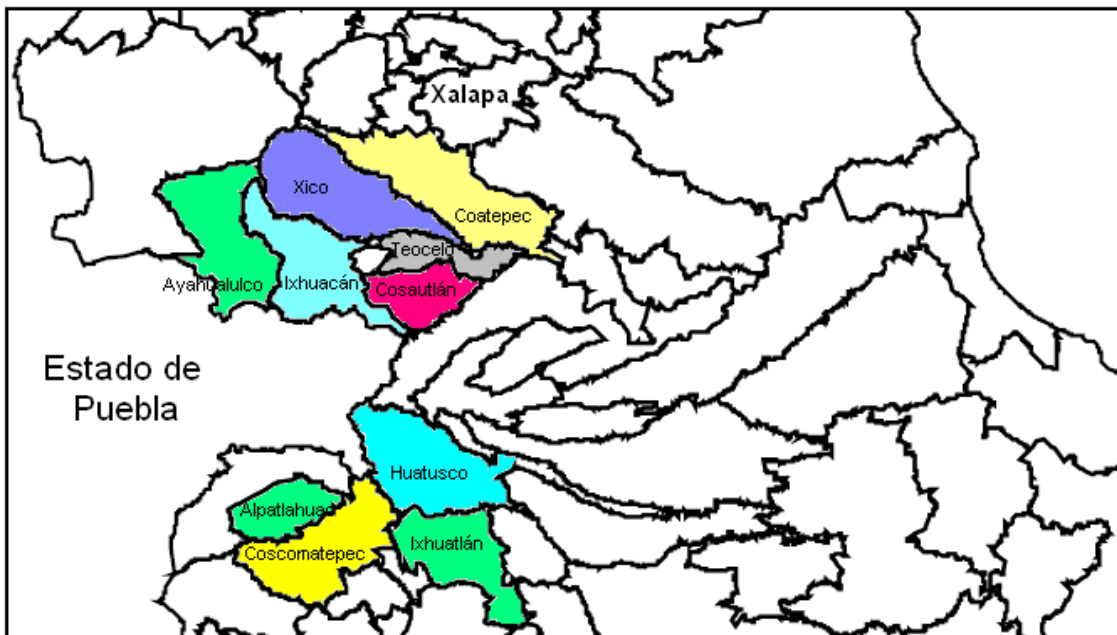 Xalapa
Xico
Coatepec
Teocelo
Ayahualulco
Ixhuacán
Cosautlán
Estado de
Puebla
Huatusco
Alpatlahuac
Ixhuatlán
Coscomatepec